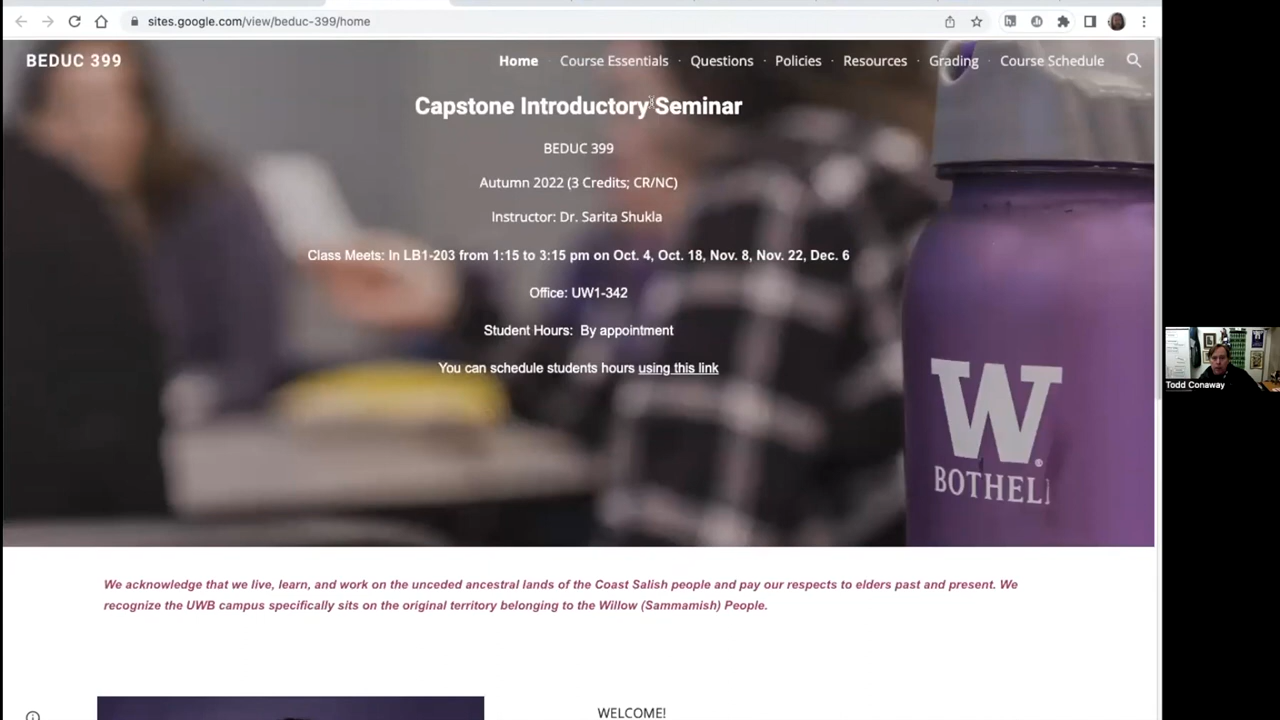 sites.google.com/view/beduc-399/home
BEDUC 399
Home
Course Essentials
Questions
Policies
Resources
Grading
Course Schedule
Capstone Introductory Seminar
BEDUC 399
Autumn 2022 (3 Credits; CR/NC)
Instructor: Dr. Sarita Shukla
Class Meets: In LB1-203 from 1:15 to 3:15 pm on Oct. 4, Oct. 18, Nov. 8, Nov. 22, Dec. 6
Office: UW1-342
Student Hours: By appointment
You can schedule students hours using this link
W
BOTHELL
Todd Conaway
We acknowledge that we live, learn, and work on the unceded ancestral lands of the Coast Salish people and pay our respects to elders past and present. We
recognize the UWB campus specifically sits on the original territory belonging to the Willow (Sammamish) People.
WELCOME!